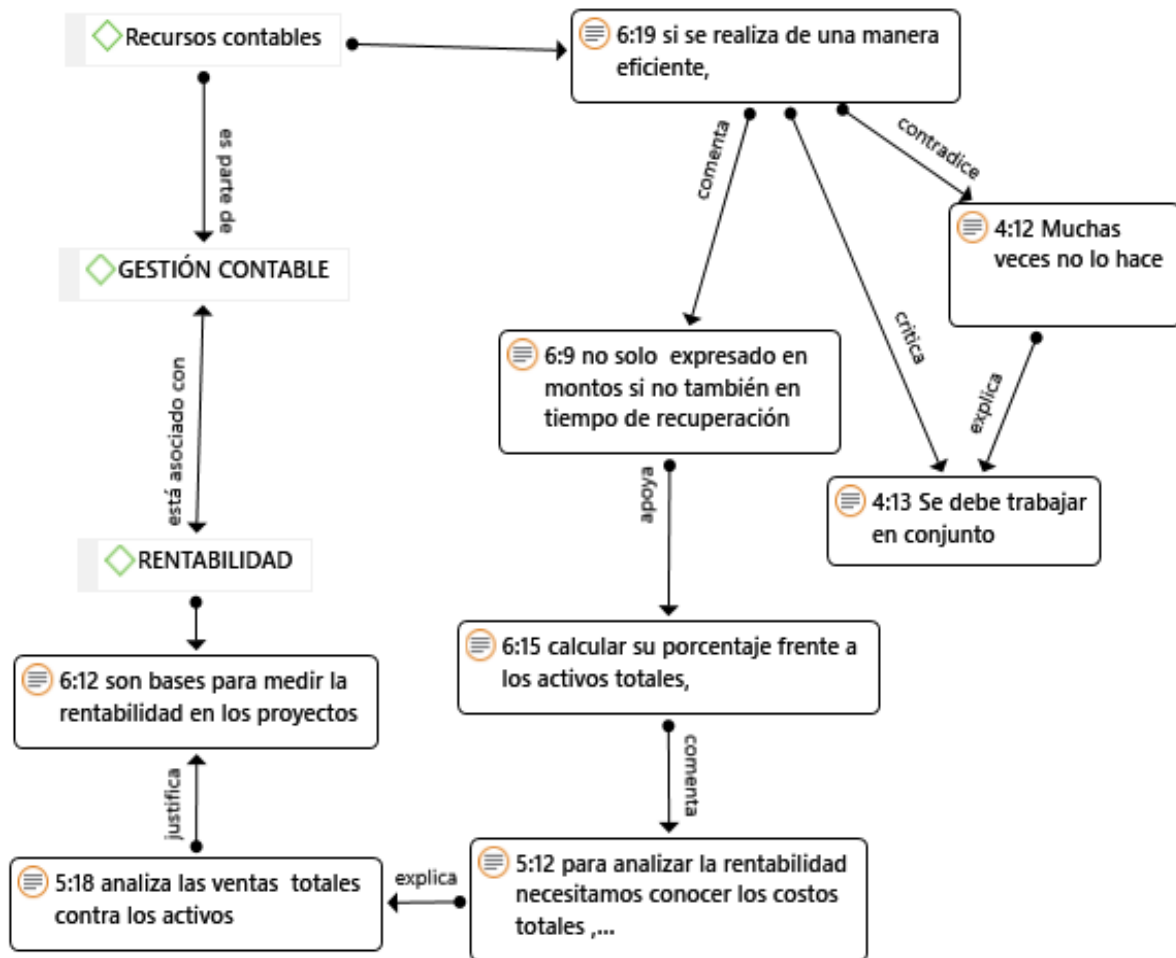 Recursos contables
6:19 si se realiza de una manera
eficiente,
es parte de
comenta
contradice
critica
4:12 Muchas
veces no lo hace
GESTIÓN CONTABLE
está asociado con
6:9 no solo  expresado en
montos si no también en
tiempo de recuperación
explica
apoya
4:13 Se debe trabajar
en conjunto
RENTABILIDAD
6:15 calcular su porcentaje frente a
los activos totales,
6:12 son bases para medir la
rentabilidad en los proyectos
justifica
comenta
5:18 analiza las ventas  totales
contra los activos
explica
5:12 para analizar la rentabilidad
necesitamos conocer los costos
totales ,...